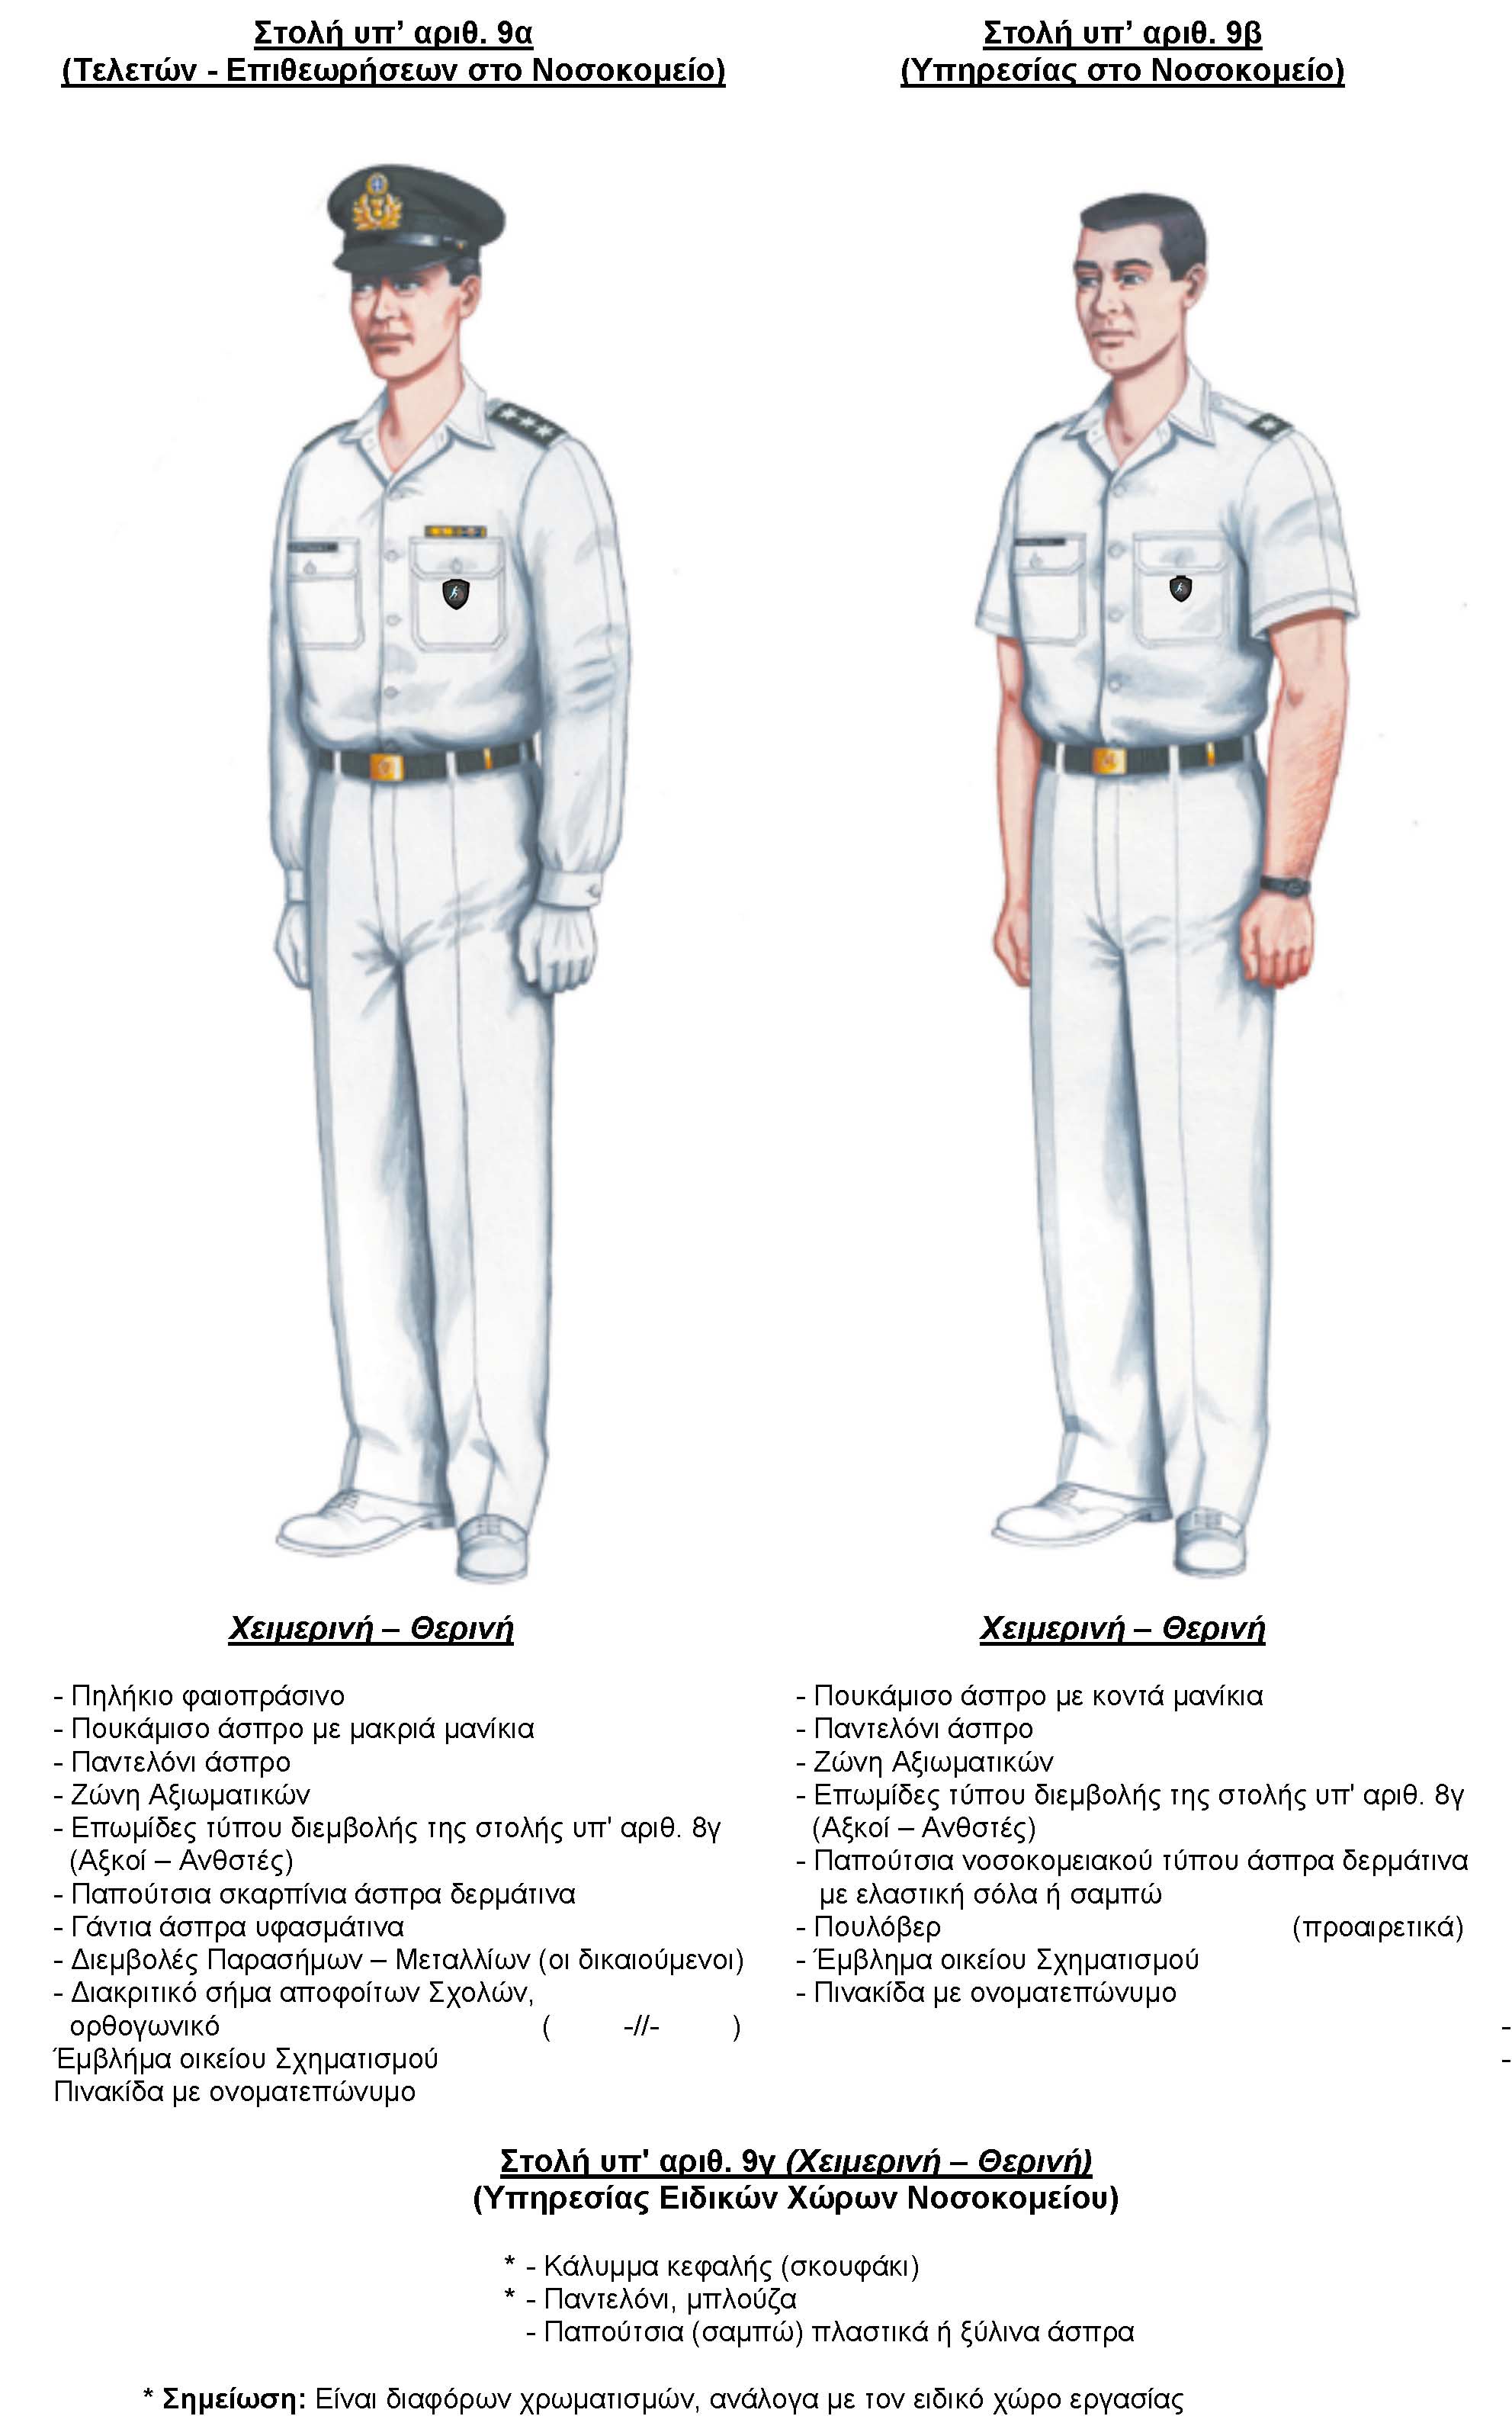 Στολή υπ’ αριθ. 9α
(Τελετών - Επιθεωρήσεων στο Νοσοκομείο)
Στολή υπ’ αριθ. 9β
(Υπηρεσίας στο Νοσοκομείο)
Χειμερινή – Θερινή
- Πηλήκιο φαιοπράσινο
- Πουκάμισο άσπρο με μακριά μανίκια
- Παντελόνι άσπρο
- Ζώνη Αξιωματικών
- Επωμίδες τύπου διεμβολής της στολής υπ' αριθ. 8γ
(Αξκοί – Ανθστές)
- Παπούτσια σκαρπίνια άσπρα δερμάτινα
- Γάντια άσπρα υφασμάτινα
- Διεμβολές Παρασήμων – Μεταλλίων (οι δικαιούμενοι)
- Διακριτικό σήμα αποφοίτων Σχολών,
ορθογωνικό ( -//- )
Έμβλήμα οικείου Σχηματισμού
Πινακίδα με ονοματεπώνυμο
Χειμερινή – Θερινή
- Πουκάμισο άσπρο με κοντά μανίκια
- Παντελόνι άσπρο
- Ζώνη Αξιωματικών
- Επωμίδες τύπου διεμβολής της στολής υπ' αριθ. 8γ
(Αξκοί – Ανθστές)
- Παπούτσια νοσοκομειακού τύπου άσπρα δερμάτινα
με ελαστική σόλα ή σαμπώ
- Πουλόβερ (προαιρετικά)
- Έμβλημα οικείου Σχηματισμού
- Πινακίδα με ονοματεπώνυμο
-
-
Στολή υπ' αριθ. 9γ (Χειμερινή – Θερινή)
(Υπηρεσίας Ειδικών Χώρων Νοσοκομείου)
* - Κάλυμμα κεφαλής (σκουφάκι)
* - Παντελόνι, μπλούζα
- Παπούτσια (σαμπώ) πλαστικά ή ξύλινα άσπρα
* Σημείωση: Είναι διαφόρων χρωματισμών, ανάλογα με τον ειδικό χώρο εργασίας